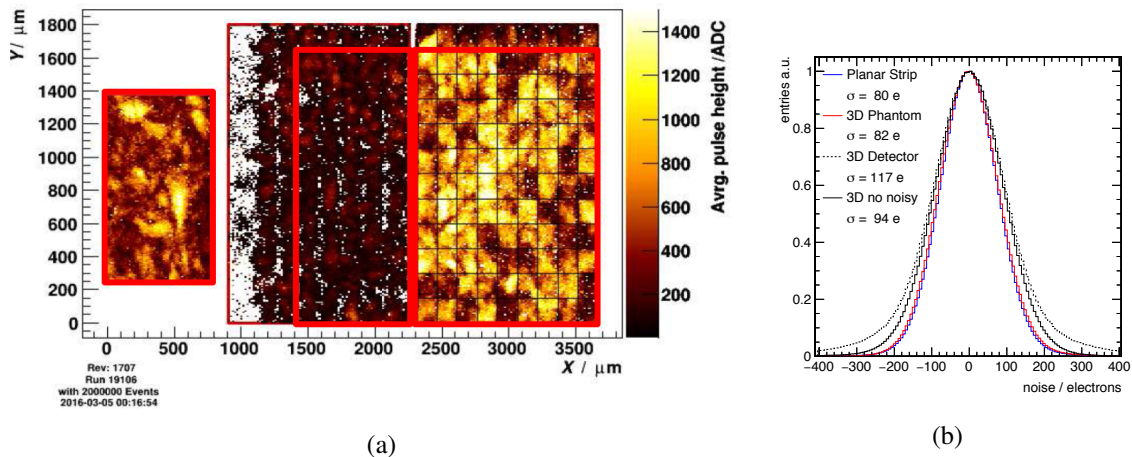 Y / μm
1800
1600
1400
1200
1000
800
600
400
200
0
0 500 1000 1500 2000 2500 3000 3500
X / μm
1400
1200
1000
800
600
400
200
Avrg. pulse height /ADC
Rev: 1707
Run 19106
with 2000000 Events
2016-03-05 00:16:54
(a)
entries a.u.
1
0.8
0.6
0.4
0.2
0
Planar Strip
σ = 80 e
3D Phantom
σ = 82 e
3D Detector
σ = 117 e
3D no noisy
σ = 94 e
−400 −300 −200 −100 0 100 200 300 400
noise / electrons
(b)